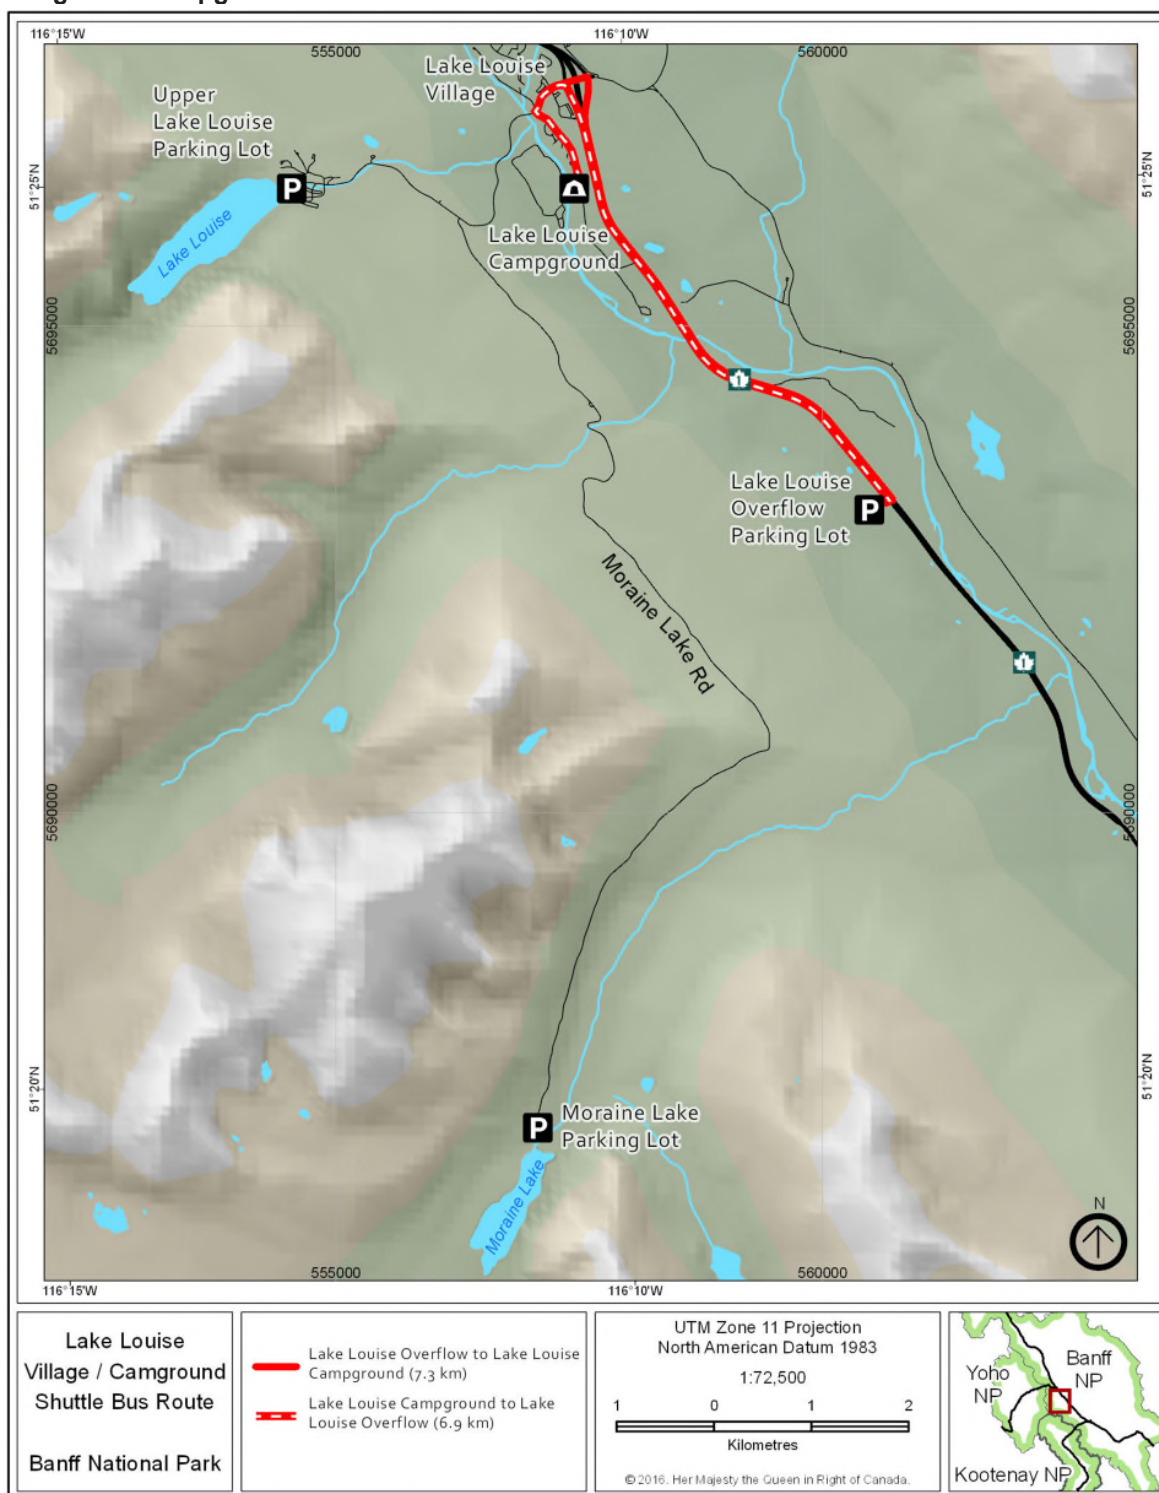 116°15'W
555000
116°10'W
560000
Lake Louise
Village
Upper
Lake Louise
Parking Lot
P
51°25'N
51°25'N
Lake Louise
Lake Louise
Campground
5695000
5695000
1
Lake Louise
Overflow
Parking Lot
P
Moraine Lake Rd
1
5690000
5690000
51°20'N
51°20'N
P
Moraine Lake
Parking Lot
Moraine Lake
N
116°15'W
555000
116°10'W
560000
Lake Louise
Village / Camground
Shuttle Bus Route
Banff National Park
Lake Louise Overflow to Lake Louise
Campground (7.3 km)
Lake Louise Campground to Lake
Louise Overflow (6.9 km)
UTM Zone 11 Projection
North American Datum 1983
1:72,500
1 0 1 2
Kilometres
© 2016. Her Majesty the Queen in Right of Canada.
Yoho
NP
Banff
NP
Kootenay NP